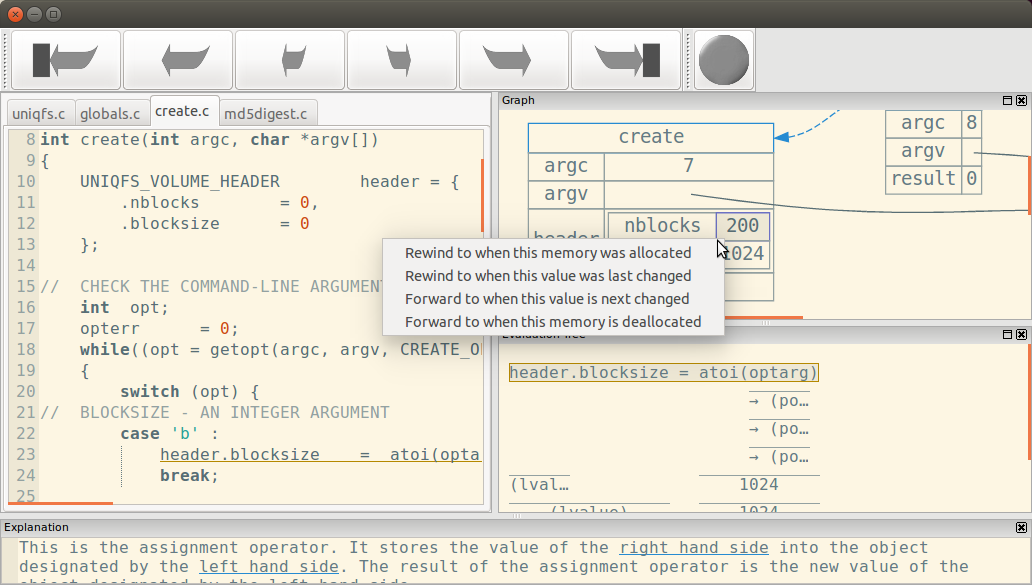 uniqfs.c
globals.c
create.c
md5digest.c
8 int create(int argc, char *argv[])
9 {
10 UNIQFS_VOLUME_HEADER header = {
11 .nblocks = 0,
12 .blocksize = 0
13 };
14
15 // CHECK THE COMMAND-LINE ARGUMEN
16 int opt;
17 opterr = 0;
18 while((opt = getopt(argc, argv, CREATE_O
19 {
20 switch (opt) {
21 // BLOCKSIZE - AN INTEGER ARGUMENT
22 case 'b' :
23 header.blocksize = atoi(opta
24 break;
25
Graph
create
argc 7
argv
header
nblocks 200
1024
argc 8
argv
result 0
Rewind to when this memory was allocated
Rewind to when this value was last changed
Forward to when this value is next changed
Forward to when this memory is deallocated
Evaluation Tree
header.blocksize = atoi(optarg)
→ (po…
→ (po…
→ (po…
(lval… 1024
(lvalue) 1024
Explanation
This is the assignment operator. It stores the value of the right hand side into the object
designated by the left hand side. The result of the assignment operator is the new value of the
object designated by the left hand side.